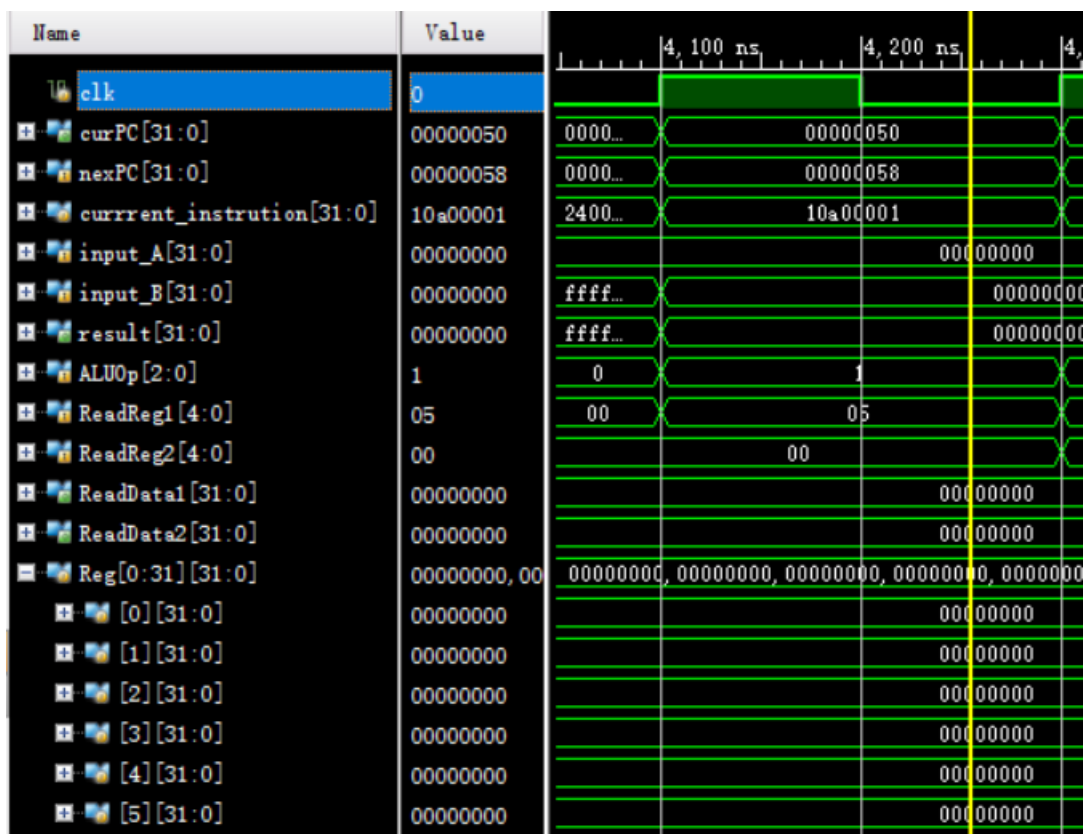 Name Value 4,100 ns 4,200 ns 4,
clk 0
curPC[31:0] 00000050 0000... 00000050
nexPC[31:0] 00000058 0000... 00000058
currrent_instrution[31:0] 10a00001 2400... 10a00001
input_A[31:0] 00000000 00000000
input_B[31:0] 00000000 ffff... 00000000
result[31:0] 00000000 ffff... 00000000
ALUOp[2:0] 1 0 1
ReadReg1[4:0] 05 00 05
ReadReg2[4:0] 00 00
ReadData1[31:0] 00000000 00000000
ReadData2[31:0] 00000000 00000000
Reg[0:31][31:0] 00000000,00 00000000,00000000,00000000,00000000,0000000
[0][31:0] 00000000 00000000
[1][31:0] 00000000 00000000
[2][31:0] 00000000 00000000
[3][31:0] 00000000 00000000
[4][31:0] 00000000 00000000
[5][31:0] 00000000 00000000